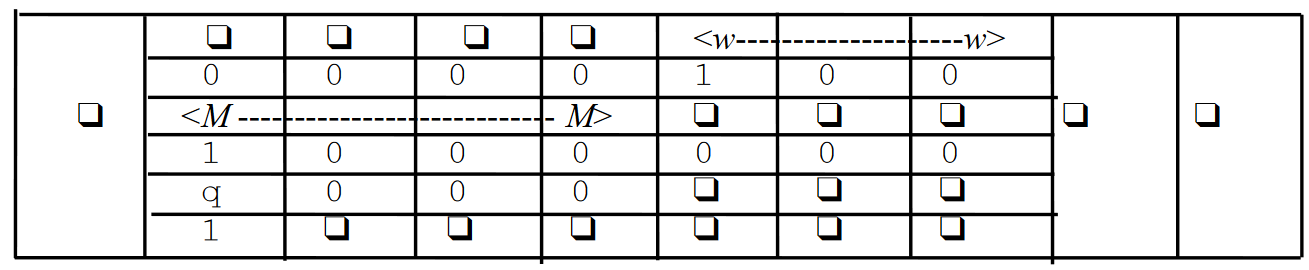 ❑ ❑ ❑ ❑ <w--------------------w>
0 0 0 0 1 0 0
❑ <M ---------------------------- M> ❑ ❑ ❑ ❑ ❑
1 0 0 0 0 0 0
q 0 0 0 ❑ ❑ ❑
1 ❑ ❑ ❑ ❑ ❑ ❑